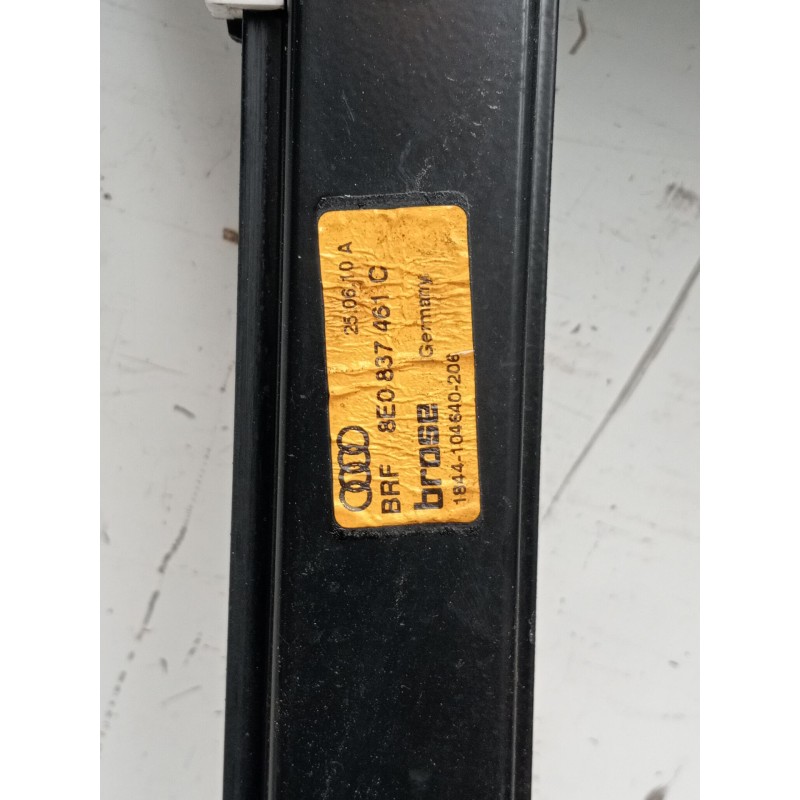 25.06.10 A
BRF 8E0 837 461 C
brose Germany
1844-104640-206